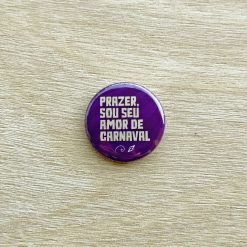 PRAZER,
SOU SEU
AMOR DE
CARNAVAL